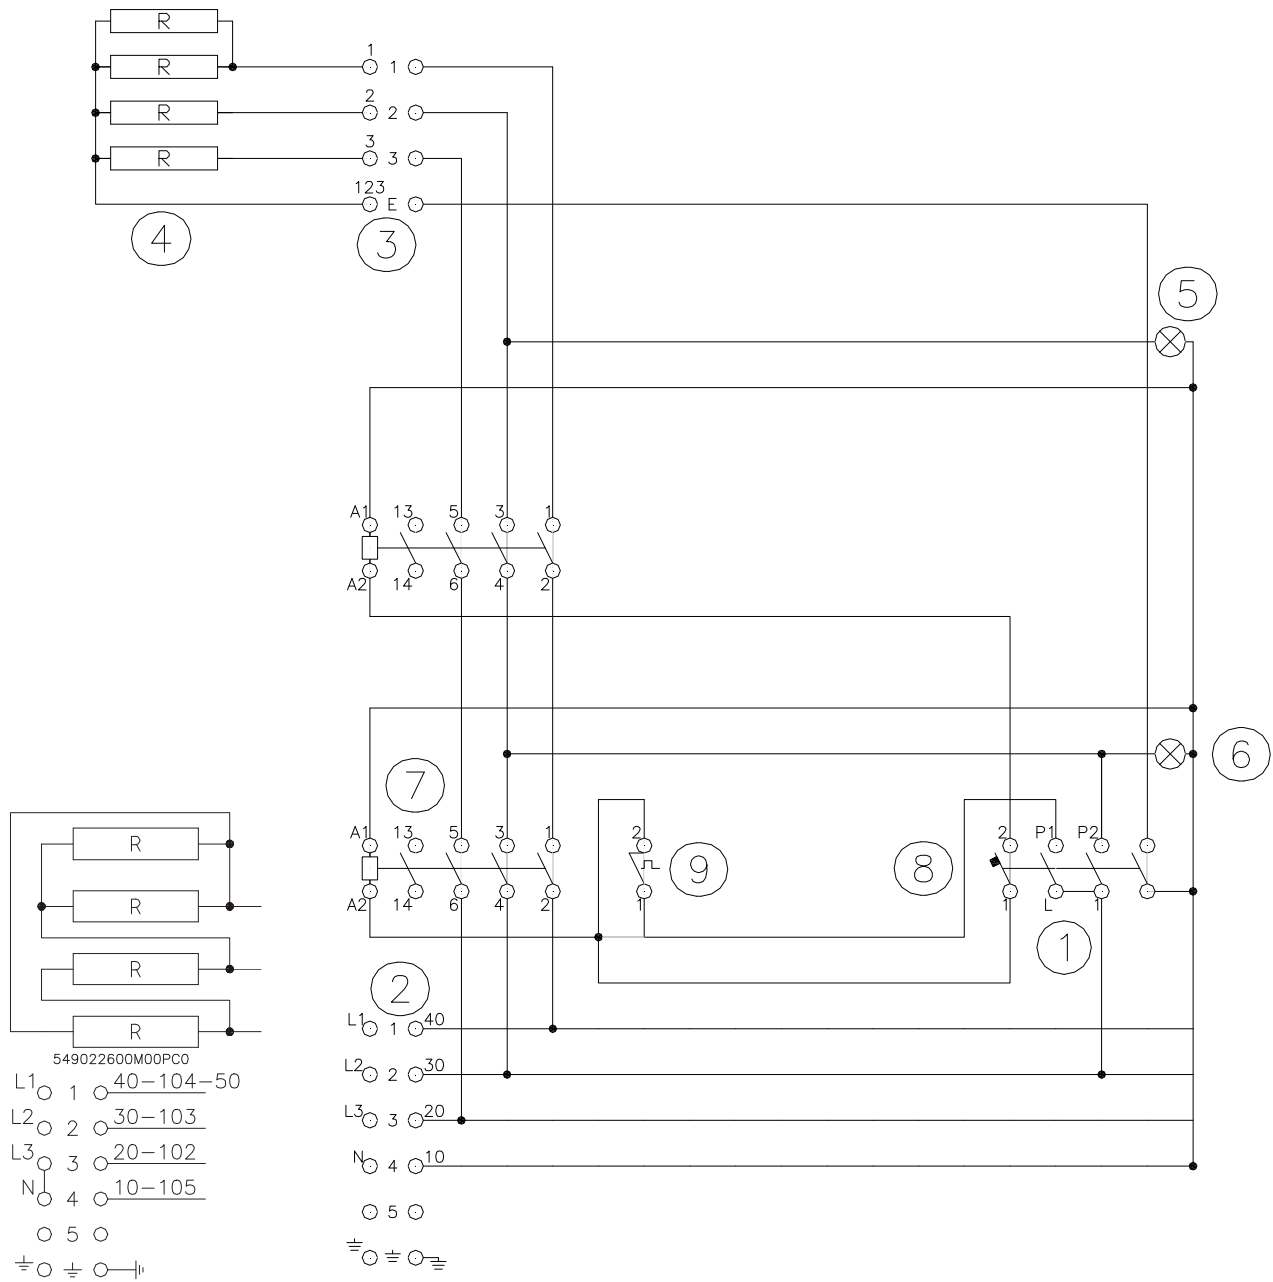 R
1
R 1
2
R 2
3
R 3
123
E
4 3
5
A1 13 5 3 1
A2 14 6 4 2
7 6
A1 13 5 3 1 2 2 P1 P2
9 8
A2 14 6 4 2 1 1 L 1
1
2
R
R
R
R
549022600M00PC0
L1 1 40-104-50
L2 2 30-103
L3 3 20-102
N 4 10-105
5
L1 1 40
L2 2 30
L3 3 20
N 4 10
5